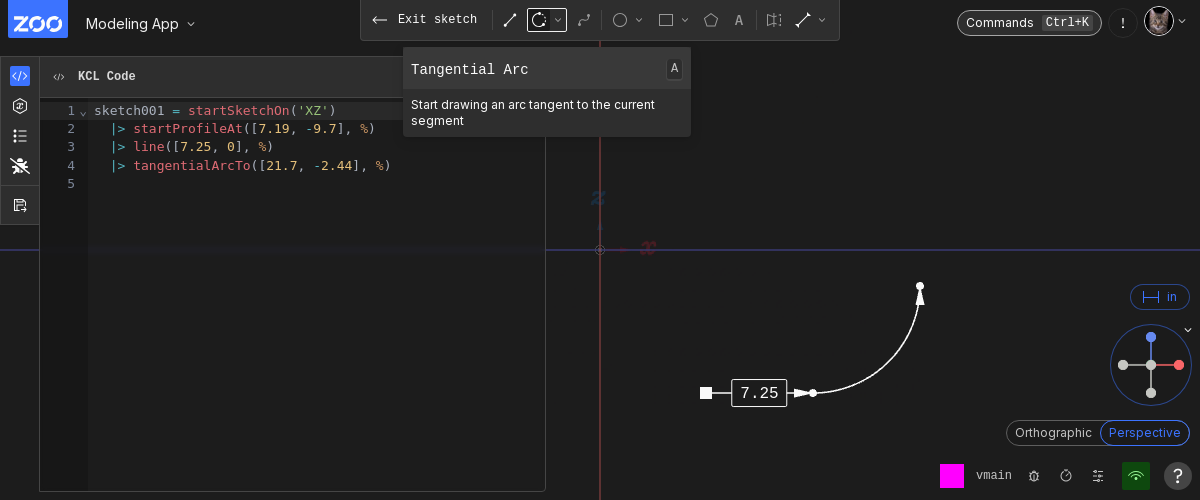 ZOO
Modeling App
Exit sketch
A
Commands Ctrl+K
!
Tangential Arc A
Start drawing an arc tangent to the current
segment
KCL Code
1 sketch001 = startSketchOn('XZ')
2 |> startProfileAt([7.19, -9.7], %)
3 |> line([7.25, 0], %)
4 |> tangentialArcTo([21.7, -2.44], %)
5
z
x
in
7.25
Orthographic Perspective
vmain
?